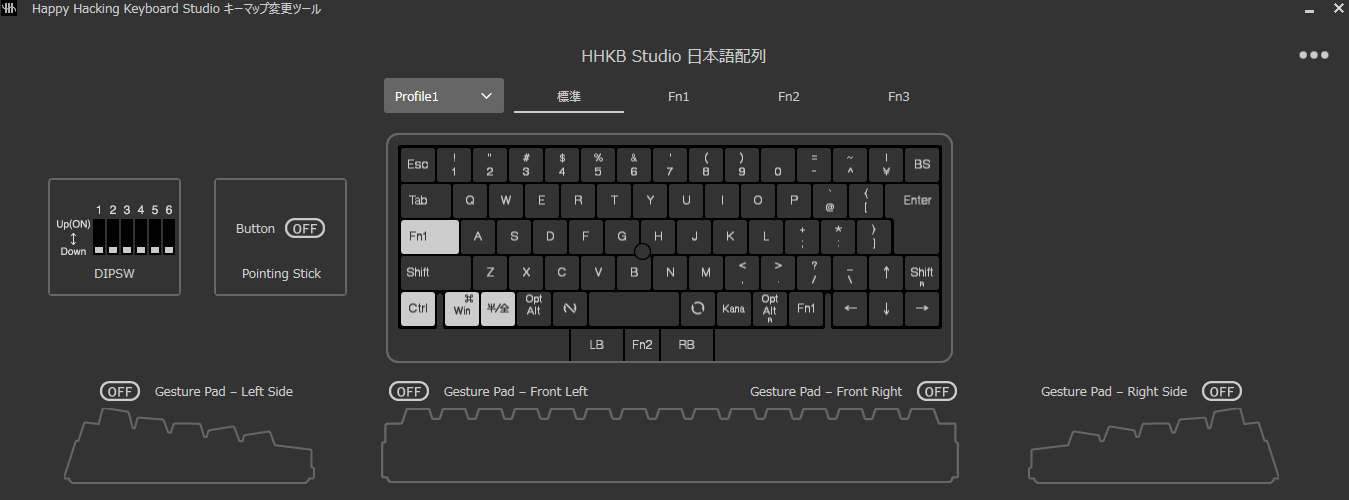 Happy Hacking Keyboard Studio キーマップ変更ツール
HHKB Studio 日本語配列
Profile1 標準 Fn1 Fn2 Fn3
Esc ! 1 " 2 # 3 $ 4 % 5 & 6 ' 7 ( 8 ) 9 0 = - ~ ^ | ¥ BS
Tab Q W E R T Y U I O P ` @ { [ Enter
Fn1 A S D F G H J K L + ; * : } ]
Shift Z X C V B N M < , > . ? / _ \ ↑ Shift R
Ctrl ⌘ Win 半/全 Opt Alt Kana Opt Alt R Fn1 ← ↓ →
LB Fn2 RB
1 2 3 4 5 6
Up(ON)
↕
Down
DIPSW
Button OFF
Pointing Stick
OFF Gesture Pad – Left Side
OFF Gesture Pad – Front Left
Gesture Pad – Front Right OFF
Gesture Pad – Right Side OFF